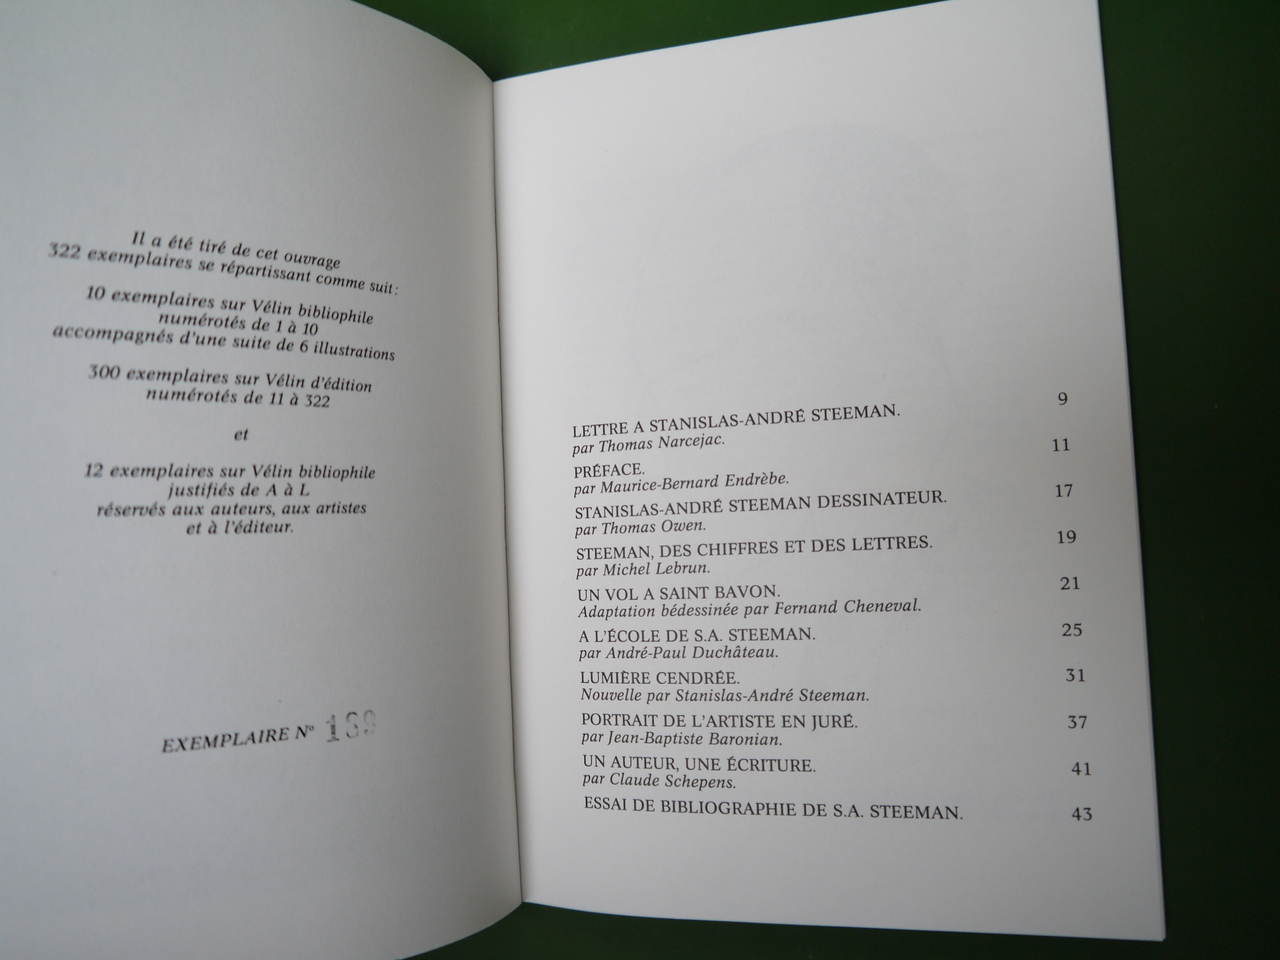 Il a été tiré de cet ouvrage
322 exemplaires se répartissant comme suit :
10 exemplaires sur Vélin bibliophile
numérotés de 1 à 10
accompagnés d'une suite de 6 illustrations
300 exemplaires sur Vélin d'édition
numérotés de 11 à 322
et
12 exemplaires sur Vélin bibliophile
justifiés de A à L
réservés aux auteurs, aux artistes
et à l'éditeur.
EXEMPLAIRE N°
LETTRE A STANISLAS-ANDRÉ STEEMAN. 9
par Thomas Narcejac.
PRÉFACE. 11
par Maurice-Bernard Endrèbe.
STANISLAS-ANDRÉ STEEMAN DESSINATEUR. 17
par Thomas Owen.
STEEMAN, DES CHIFFRES ET DES LETTRES. 19
par Michel Lebrun.
UN VOL A SAINT BAVON. 21
Adaptation bédessinée par Fernand Cheneval.
A L'ÉCOLE DE S.A. STEEMAN. 25
par André-Paul Duchâteau.
LUMIÈRE CENDRÉE. 31
Nouvelle par Stanislas-André Steeman.
PORTRAIT DE L'ARTISTE EN JURÉ. 37
par Jean-Baptiste Baronian.
UN AUTEUR, UNE ÉCRITURE. 41
par Claude Schepens.
ESSAI DE BIBLIOGRAPHIE DE S.A. STEEMAN. 43